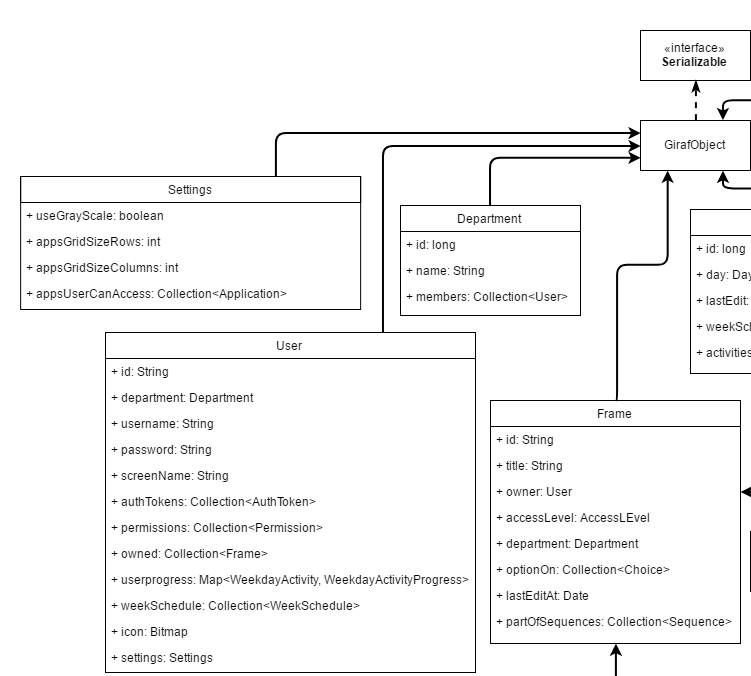 «interface»
Serializable
GirafObject
Settings
+ useGrayScale: boolean
+ appsGridSizeRows: int
+ appsGridSizeColumns: int
+ appsUserCanAccess: Collection<Application>
Department
+ id: long
+ name: String
+ members: Collection<User>
+ id: long
+ day: Day
+ lastEdit:
+ weekSch
+ activities
User
+ id: String
+ department: Department
+ username: String
+ password: String
+ screenName: String
+ authTokens: Collection<AuthToken>
+ permissions: Collection<Permission>
+ owned: Collection<Frame>
+ userprogress: Map<WeekdayActivity, WeekdayActivityProgress>
+ weekSchedule: Collection<WeekSchedule>
+ icon: Bitmap
+ settings: Settings
Frame
+ id: String
+ title: String
+ owner: User
+ accessLevel: AccessLEvel
+ department: Department
+ optionOn: Collection<Choice>
+ lastEditAt: Date
+ partOfSequences: Collection<Sequence>